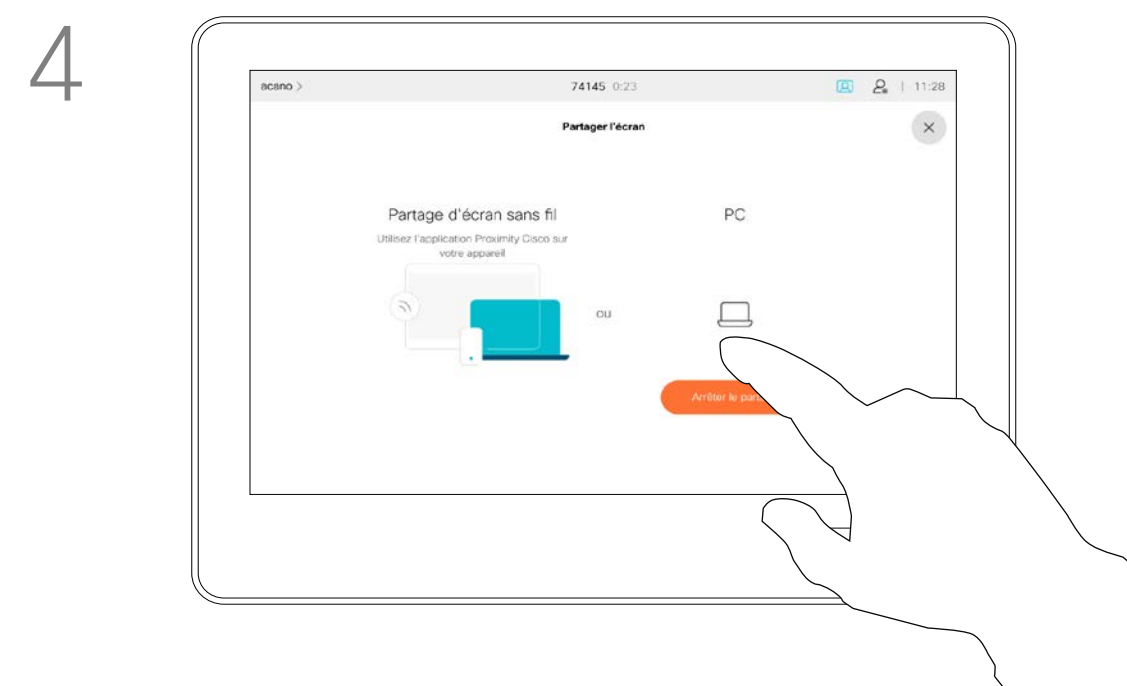 4
acano >
74145 0:23
11:28
Partager l'écran
Partage d'écran sans fil
PC
Utilisez l'application Proximity Cisco sur
votre appareil
ou
Arrêter le